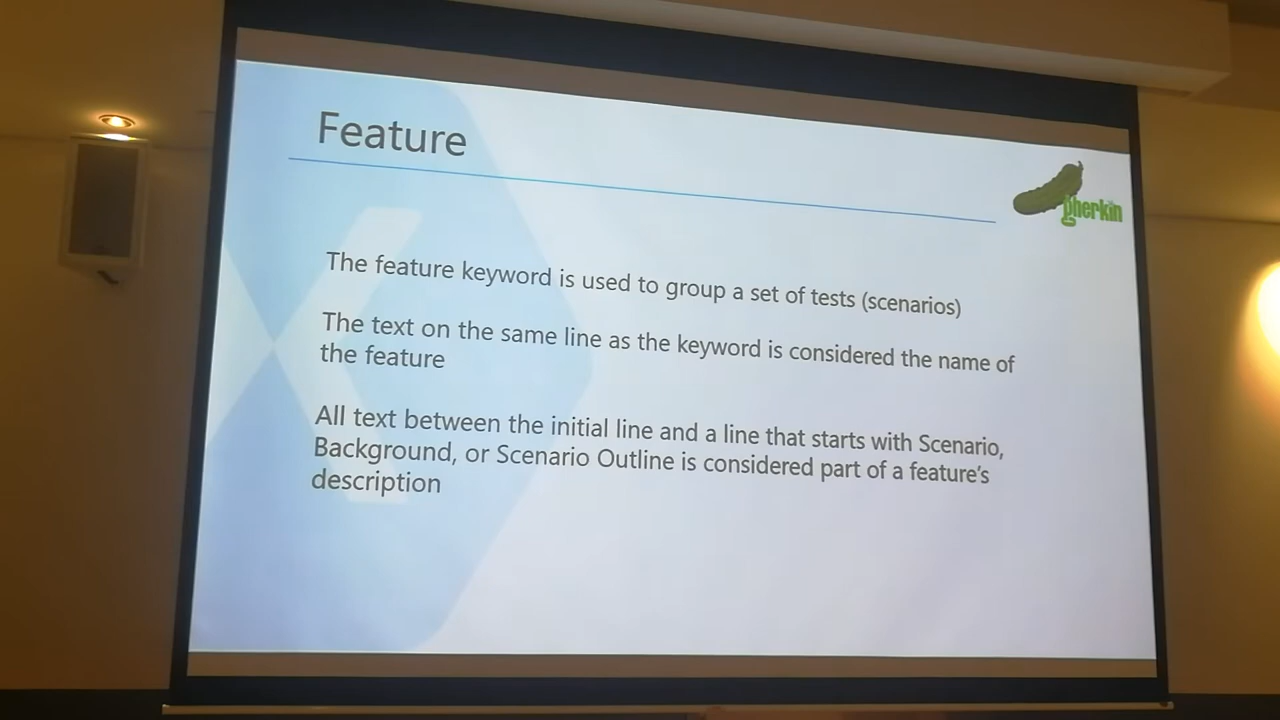 Feature
gherkin
The feature keyword is used to group a set of tests (scenarios)
The text on the same line as the keyword is considered the name of
the feature
All text between the initial line and a line that starts with Scenario,
Background, or Scenario Outline is considered part of a feature's
description